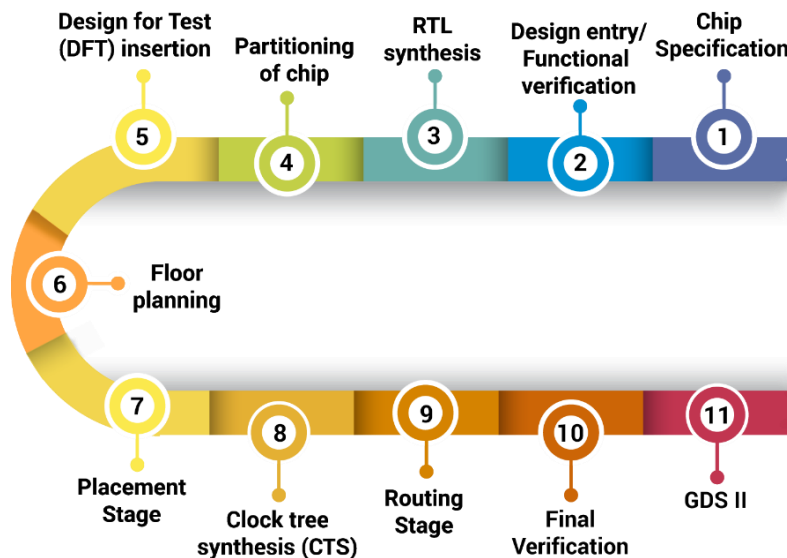 Chip
Specification
1
Design entry/
Functional
verification
2
RTL
synthesis
3
Partitioning
of chip
4
Design for Test
(DFT) insertion
5
6
Floor
planning
7
Placement
Stage
8
Clock tree
synthesis (CTS)
9
Routing
Stage
10
Final
Verification
11
GDS II